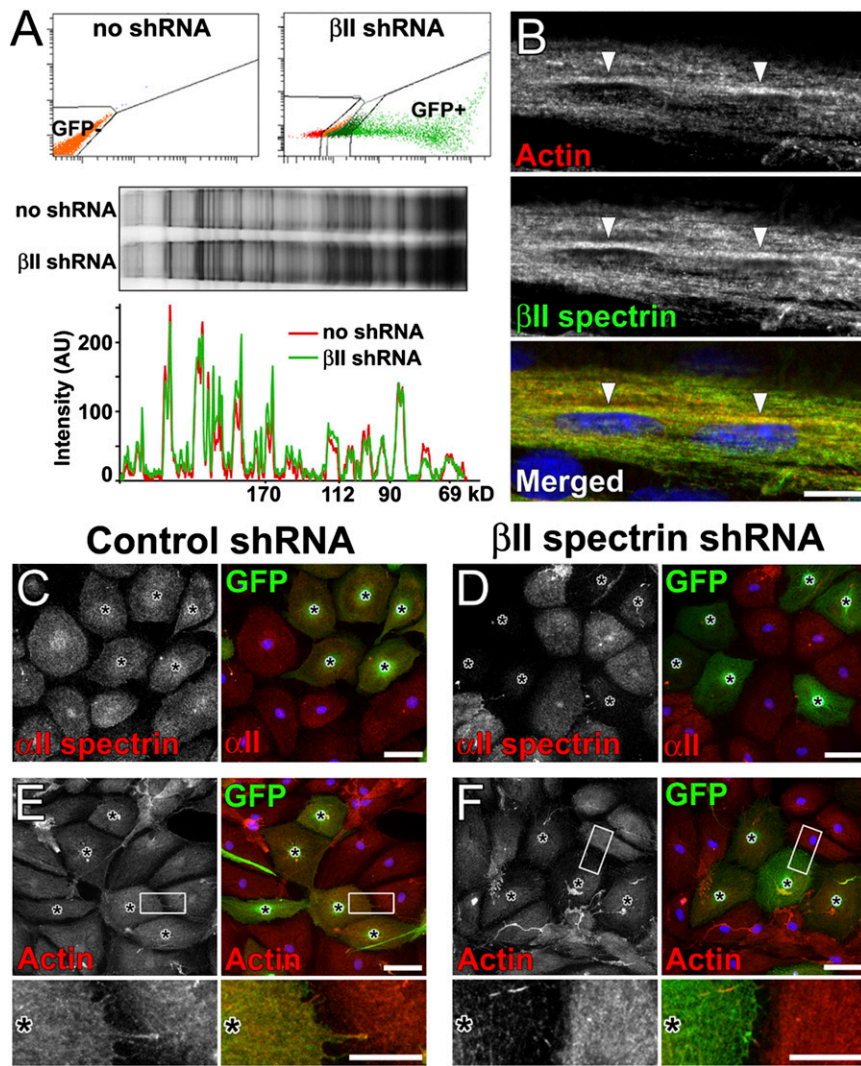 A
no shRNA
GFP-
βII shRNA
GFP+
no shRNA
βII shRNA
Intensity (AU)
200
100
0
no shRNA
βII shRNA
170 112 90 69 kD
B
Actin
βII spectrin
Merged
Control shRNA
βII spectrin shRNA
C
*
*
*
*
*
*
αII spectrin
GFP
*
*
*
*
*
*
αII
D
*
*
*
*
*
*
αII spectrin
GFP
*
*
*
*
*
*
αII
E
*
*
*
*
*
Actin
GFP
*
*
*
*
*
Actin
F
*
*
*
*
*
Actin
GFP
*
*
*
*
*
Actin
*
*
*
*